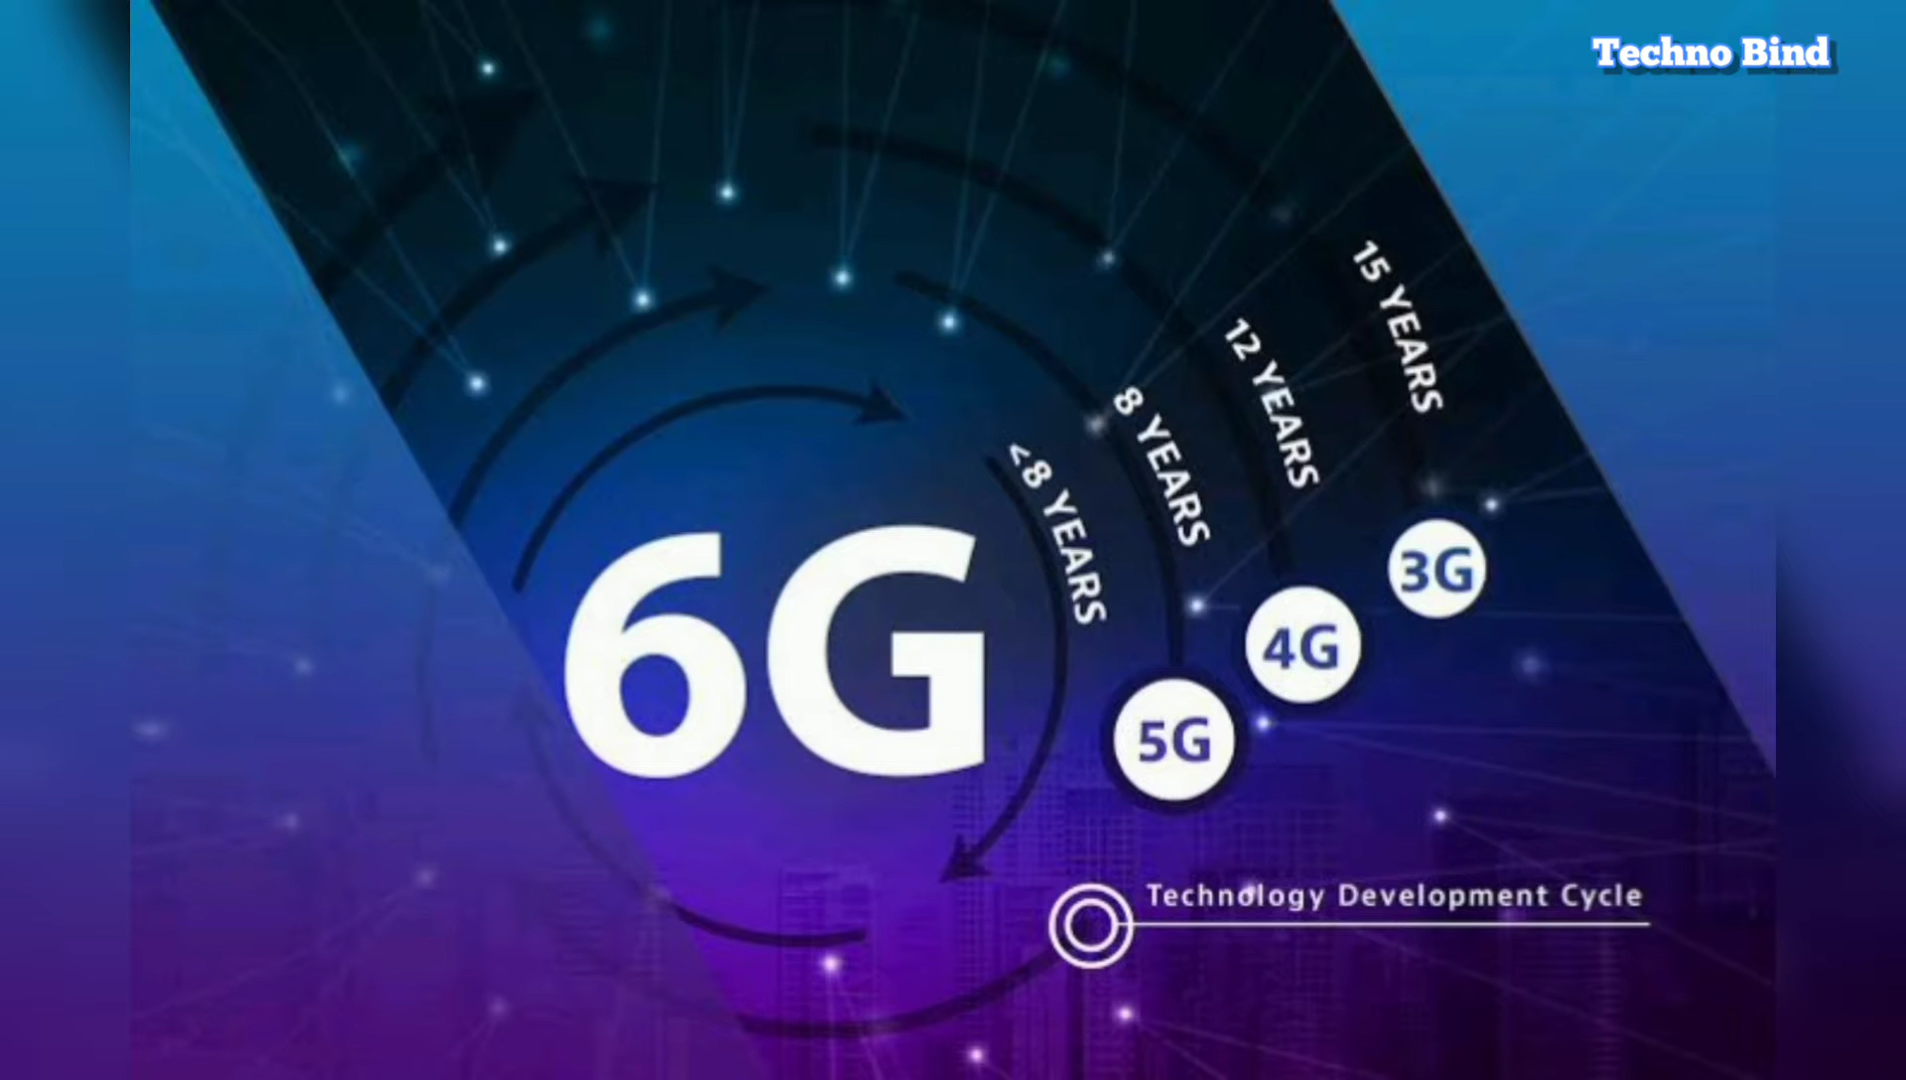 Techno Bind
15 YEARS
12 YEARS
8 YEARS
<8 YEARS
6G
3G
4G
5G
Technology Development Cycle